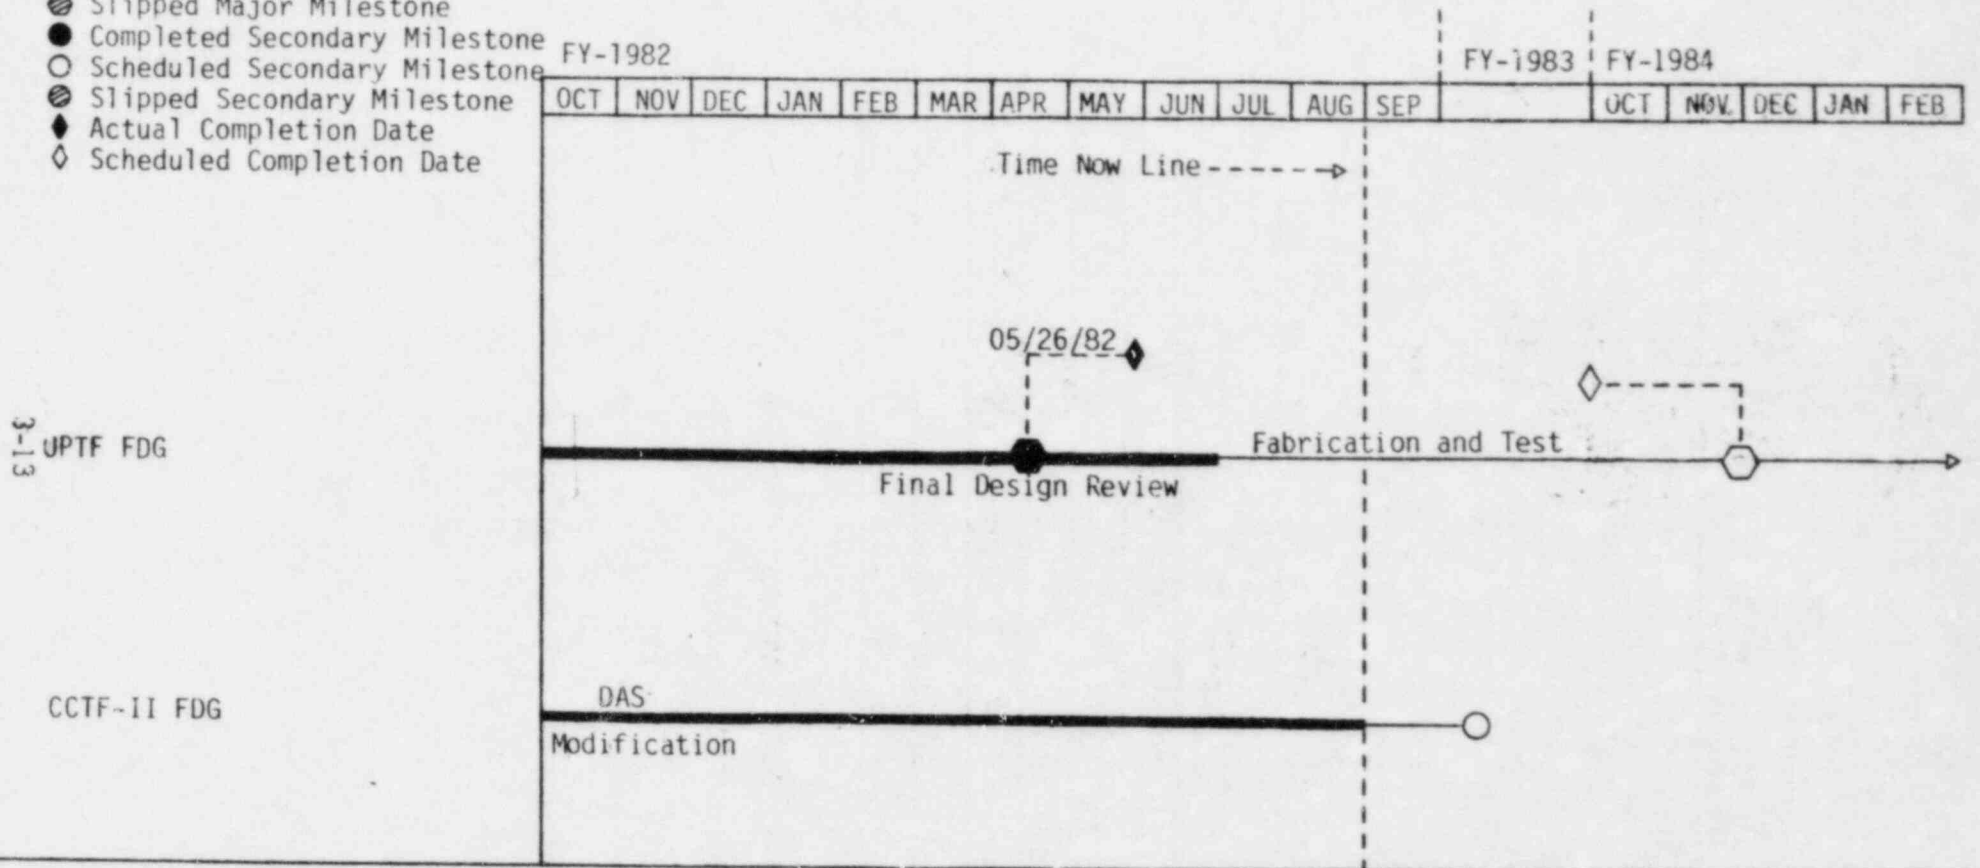 Slipped Major Milestone
Completed Secondary Milestone
Scheduled Secondary Milestone
Slipped Secondary Milestone
Actual Completion Date
Scheduled Completion Date
FY-1982 FY-1983 FY-1984
OCT NOV DEC JAN FEB MAR APR MAY JUN JUL AUG SEP OCT NOV DEC JAN FEB
Time Now Line
05/26/82
3-13
UPTF FDG
Fabrication and Test
Final Design Review
CCTF-II FDG
DAS
Modification